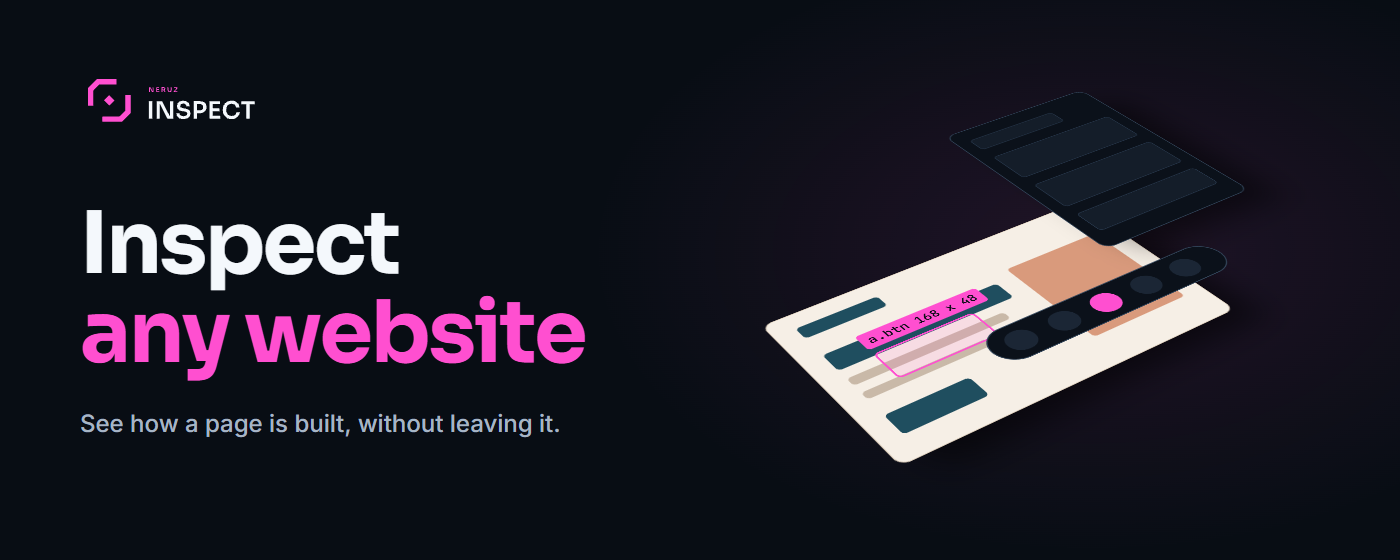 NERUZ
INSPECT
Inspect
any website
See how a page is built, without leaving it.
a.btn 168 x 48